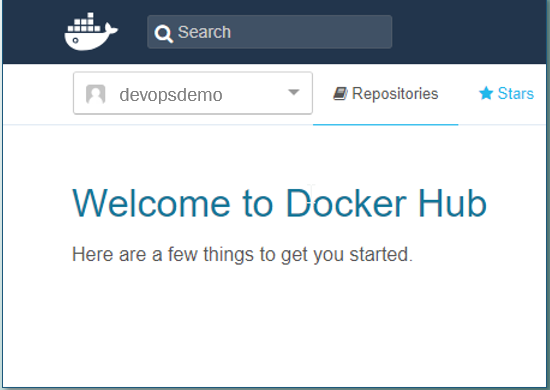 Search
devopsdemo Repositories Stars
Welcome to Docker Hub
Here are a few things to get you started.